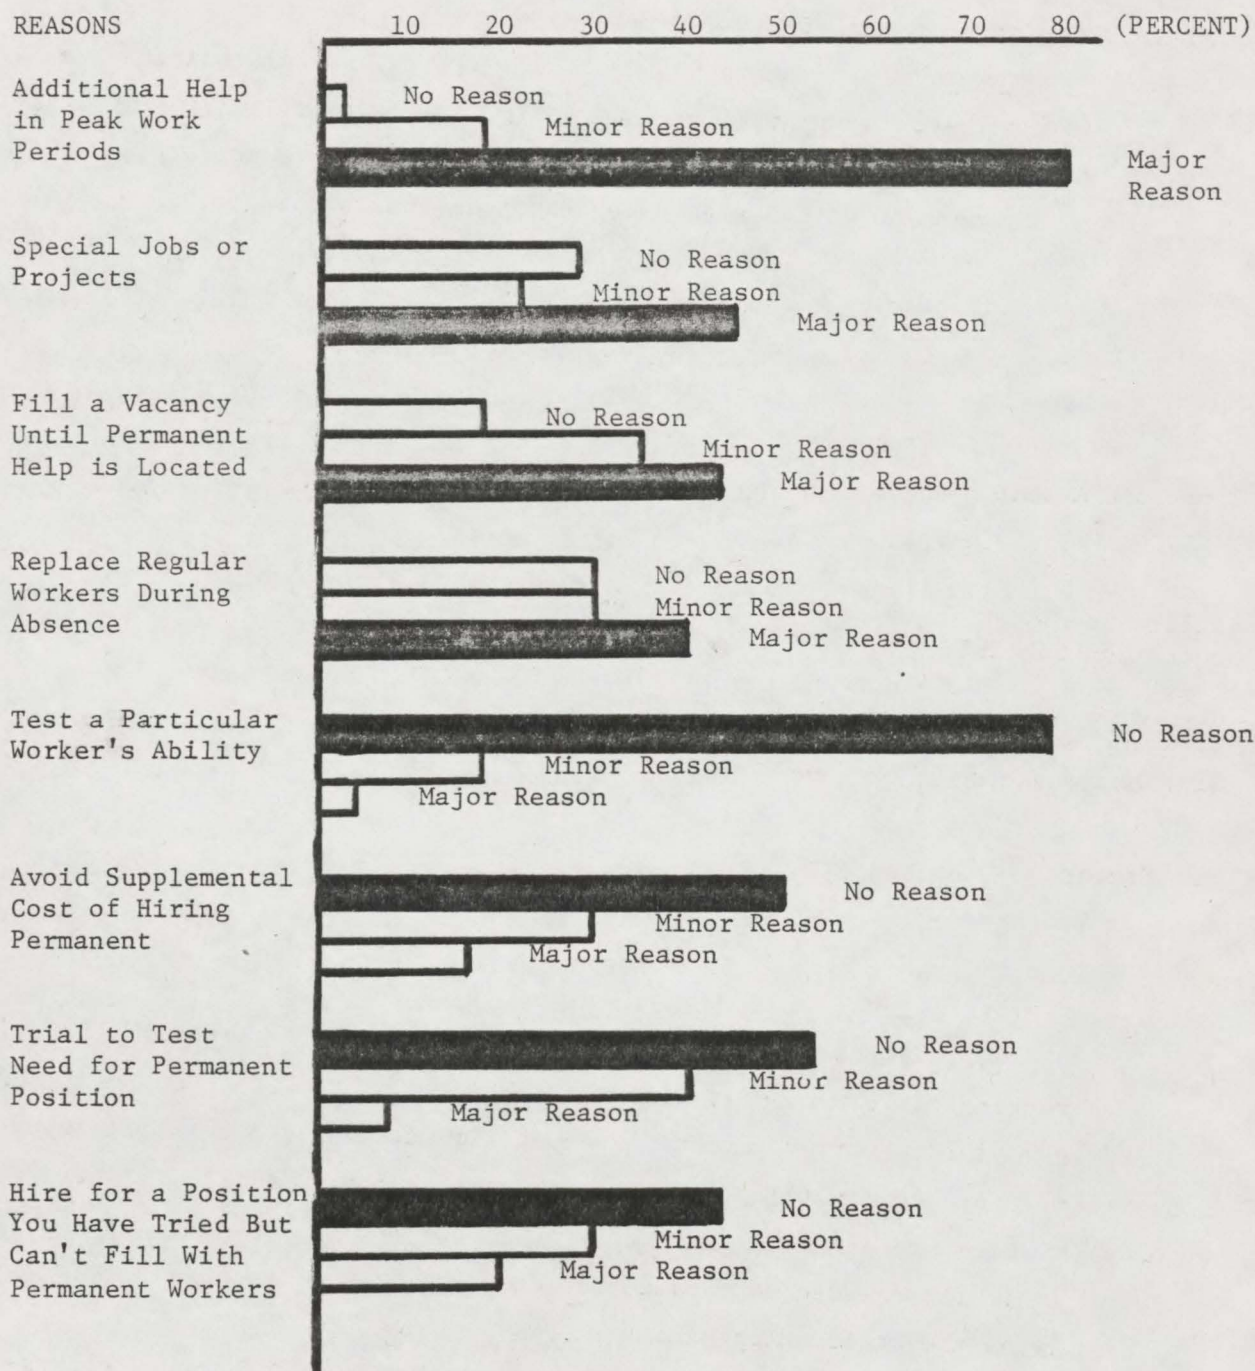 REASONS 10 20 30 40 50 60 70 80 (PERCENT)
Additional Help
in Peak Work
Periods
No Reason
Minor Reason
Major
Reason
Special Jobs or
Projects
No Reason
Minor Reason
Major Reason
Fill a Vacancy
Until Permanent
Help is Located
No Reason
Minor Reason
Major Reason
Replace Regular
Workers During
Absence
No Reason
Minor Reason
Major Reason
Test a Particular
Worker's Ability
No Reason
Minor Reason
Major Reason
Avoid Supplemental
Cost of Hiring
Permanent
No Reason
Minor Reason
Major Reason
Trial to Test
Need for Permanent
Position
No Reason
Minor Reason
Major Reason
Hire for a Position
You Have Tried But
Can't Fill With
Permanent Workers
No Reason
Minor Reason
Major Reason